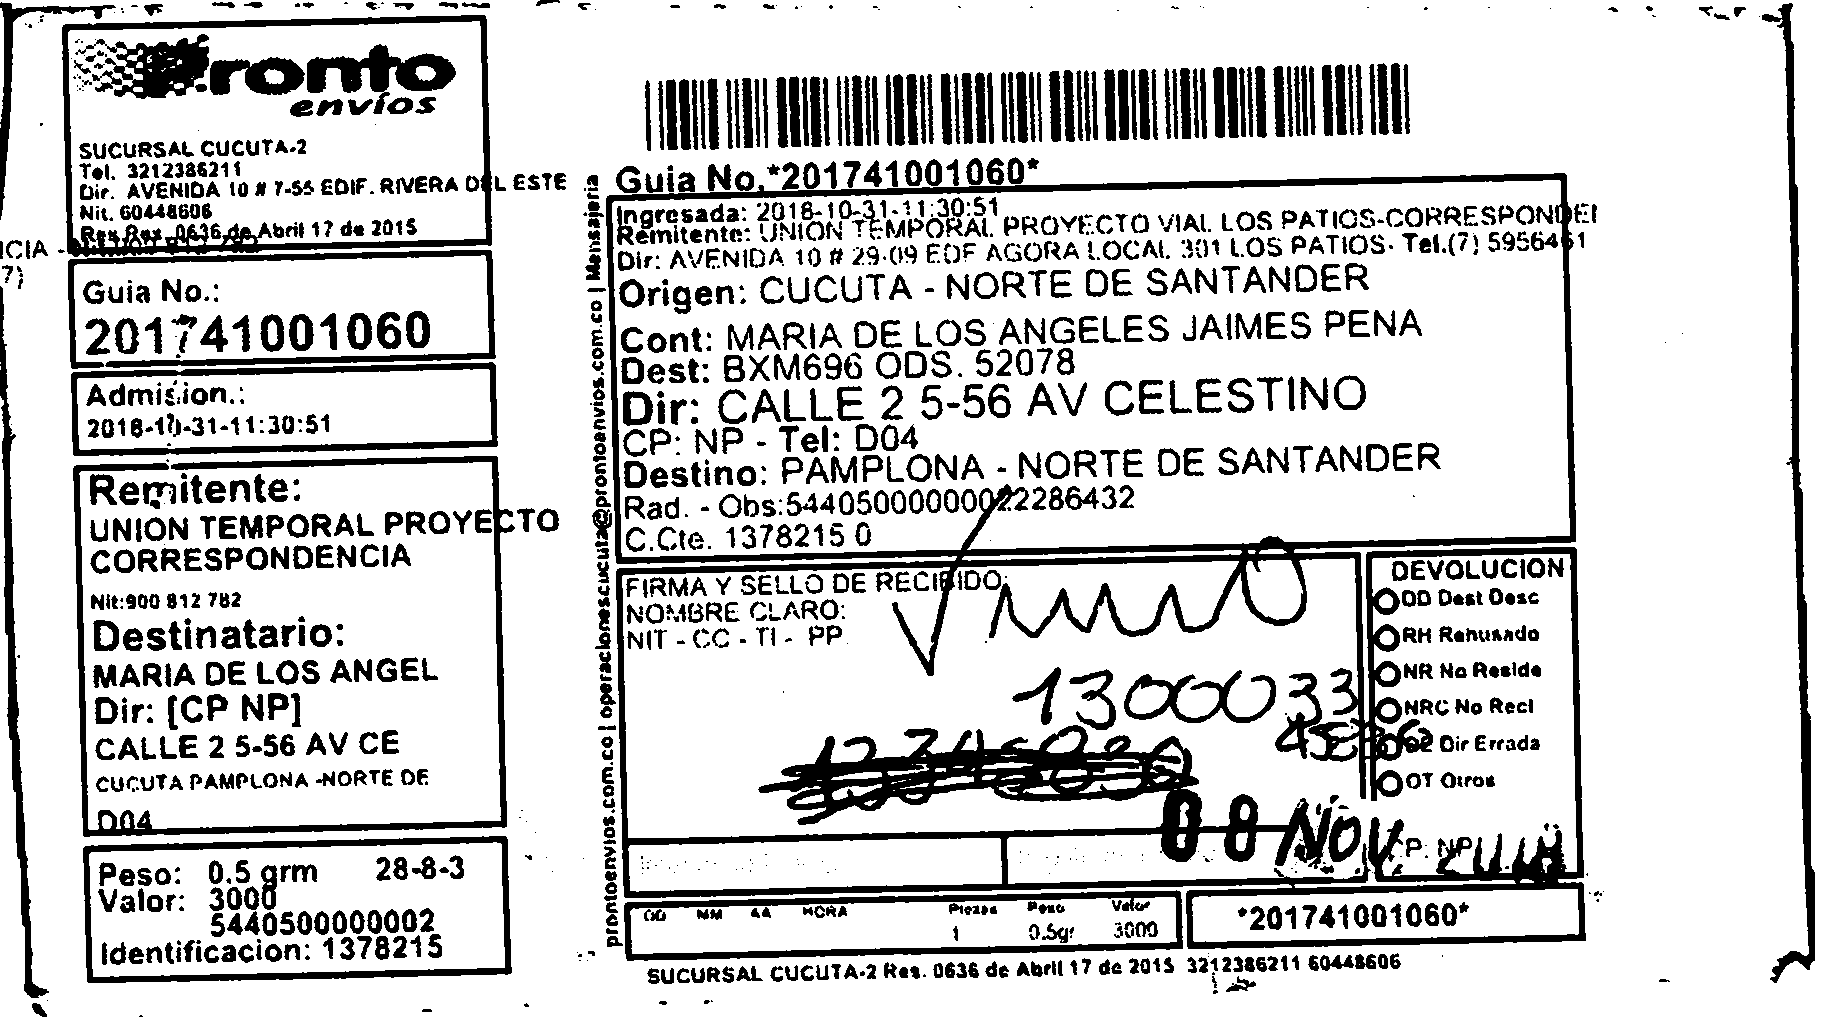 Pronto
envíos
SUCURSAL CUCUTA-2
Tel. 3212386211
Dir. AVENIDA 10 # 7-55 EDIF. RIVERA DEL ESTE
Nit. 60448606
Res Res. 0636 de Abril 17 de 2015
Guia No.:
201741001060
Admision.:
2018-10-31-11:30:51
Remitente:
UNION TEMPORAL PROYECTO
CORRESPONDENCIA
Nit:900 812 782
Destinatario:
MARIA DE LOS ANGEL
Dir: [CP NP]
CALLE 2 5-56 AV CE
CUCUTA PAMPLONA -NORTE DE
D04
Peso: 0.5 grm 28-8-3
Valor: 3000
5440500000002
Identificacion: 1378215
prontoenvios.com.co | operacionescucuta@prontoenvios.com.co | Mensajeria
Guia No.*201741001060*
Ingresada: 2018-10-31-11:30:51
Remitente: UNION TEMPORAL PROYECTO VIAL LOS PATIOS-CORRESPONDEN
CIA -
Dir: AVENIDA 10 # 29-09 EDF AGORA LOCAL 301 LOS PATIOS- Tel.(7) 5956461
7)
Origen: CUCUTA - NORTE DE SANTANDER
Cont: MARIA DE LOS ANGELES JAIMES PENA
Dest: BXM696 ODS. 52078
Dir: CALLE 2 5-56 AV CELESTINO
CP: NP - Tel: D04
Destino: PAMPLONA - NORTE DE SANTANDER
Rad. - Obs:54405000000022286432
C.Cte. 1378215 0
FIRMA Y SELLO DE RECIBIDO:
NOMBRE CLARO:
NIT - CC - TI - PP
1300033
08 NOV.
DEVOLUCION
DD Dest Desc
RH Rehusado
NR No Reside
NRC No Recl
DE Dir Errada
OT Otros
CP. NP
DD MM AA HORA Piezas Peso Valor
1 0.5gr 3000
*201741001060*
SUCURSAL CUCUTA-2 Res. 0636 de Abril 17 de 2015 3212386211 60448606